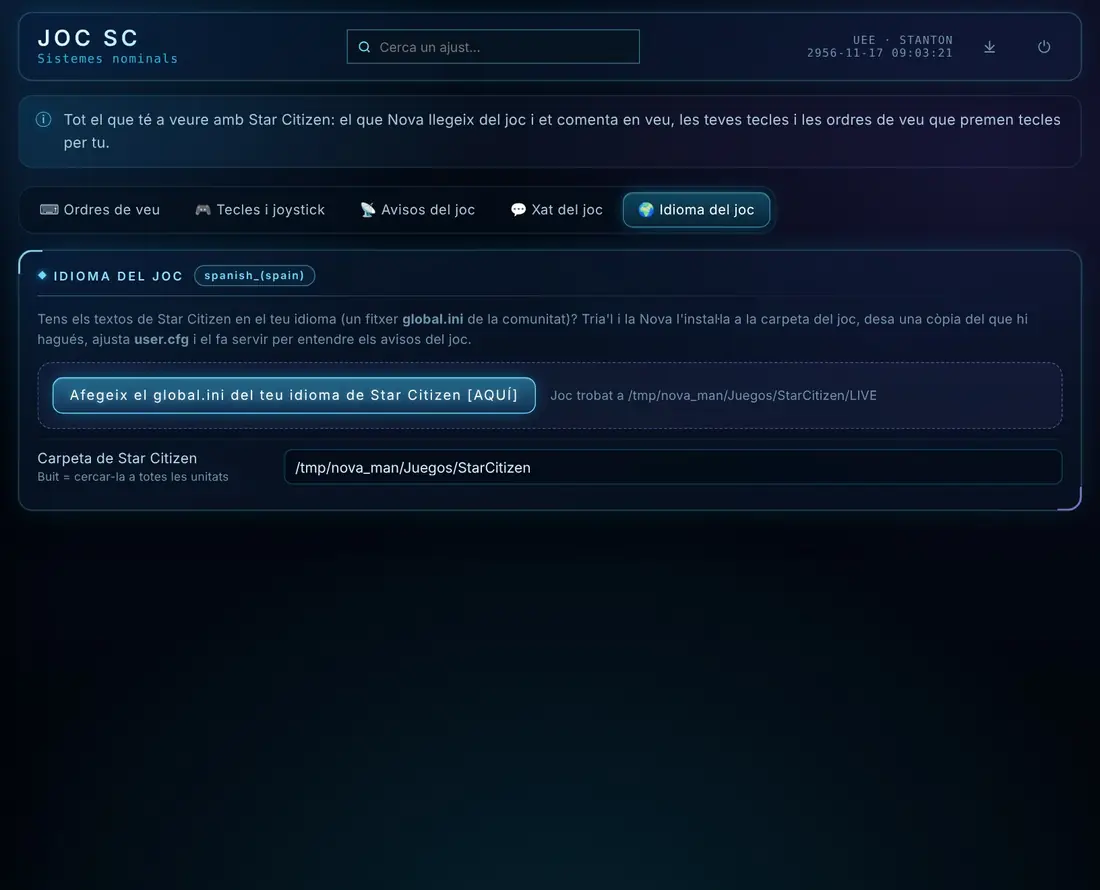 JOC SC
Sistemes nominals
Cerca un ajust...
UEE · STANTON
2956-11-17 09:03:21
Tot el que té a veure amb Star Citizen: el que Nova llegeix del joc i et comenta en veu, les teves tecles i les ordres de veu que premen tecles
per tu.
Ordres de veu
Tecles i joystick
Avisos del joc
Xat del joc
Idioma del joc
IDIOMA DEL JOC
spanish_(spain)
Tens els textos de Star Citizen en el teu idioma (un fitxer global.ini de la comunitat)? Tria'l i la Nova l'instal·la a la carpeta del joc, desa una còpia del que hi
hagués, ajusta user.cfg i el fa servir per entendre els avisos del joc.
Afegeix el global.ini del teu idioma de Star Citizen [AQUÍ]
Joc trobat a /tmp/nova_man/Juegos/StarCitizen/LIVE
Carpeta de Star Citizen
Buit = cercar-la a totes les unitats
/tmp/nova_man/Juegos/StarCitizen